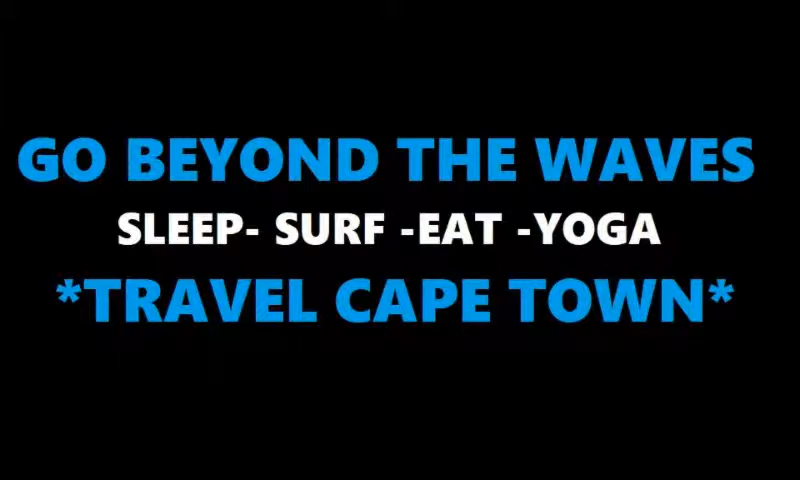 GO BEYOND THE WAVES
SLEEP- SURF -EAT -YOGA
*TRAVEL CAPE TOWN*